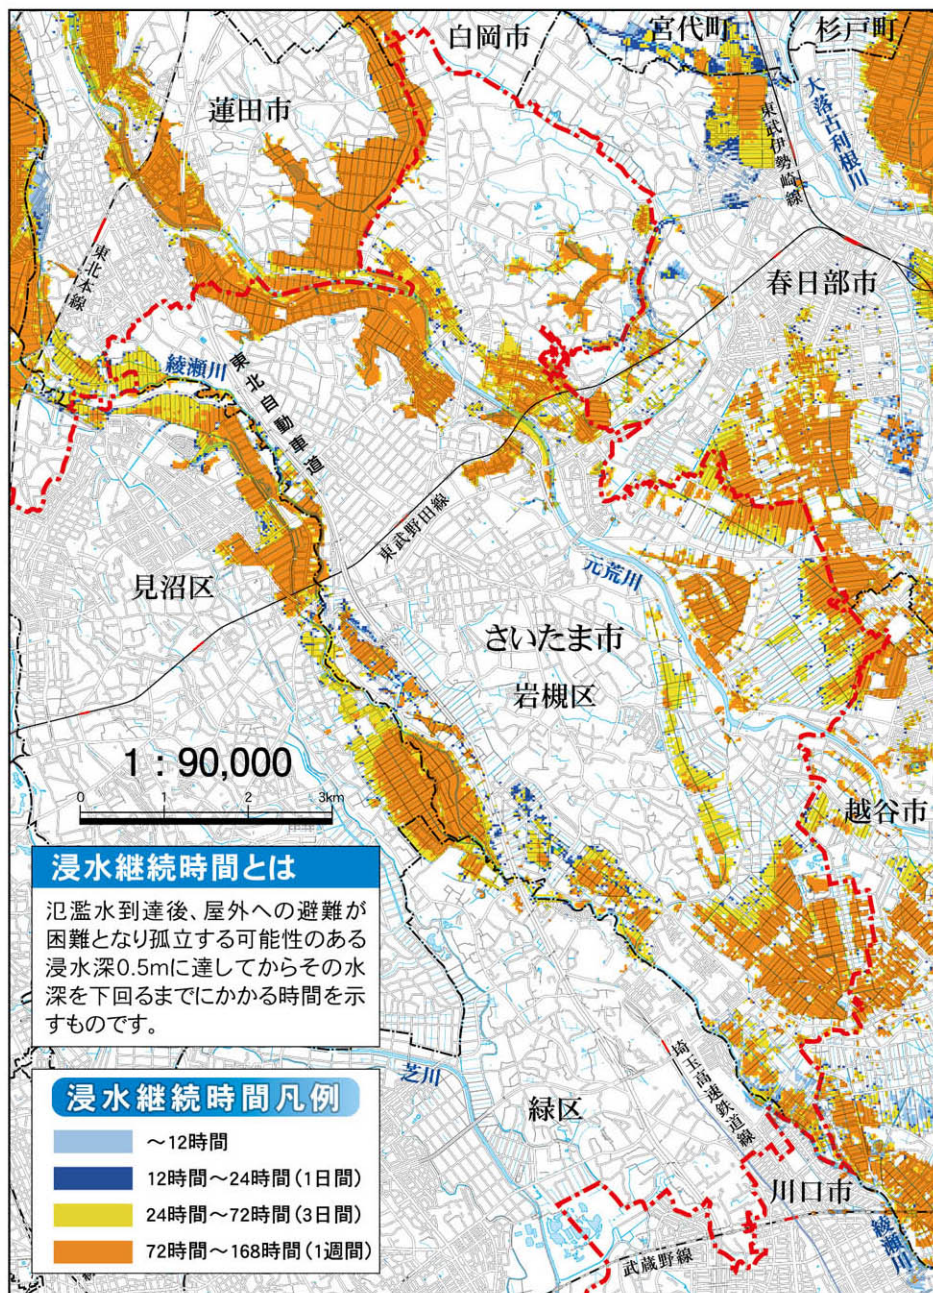 白岡市
宮代町
杉戸町
蓮田市
大落古利根川
東武伊勢崎線
東北本線
春日部市
綾瀬川
東北自動車道
東武野田線
元荒川
見沼区
さいたま市
岩槻区
1：90,000
0 1 2 3km
越谷市
浸水継続時間とは
氾濫水到達後、屋外への避難が
困難となり孤立する可能性のある
浸水深0.5mに達してからその水
深を下回るまでにかかる時間を示
すものです。
芝川
埼玉高速鉄道線
緑区
浸水継続時間凡例
～12時間
12時間～24時間（1日間）
24時間～72時間（3日間）
72時間～168時間（1週間）
川口市
綾瀬川
武蔵野線